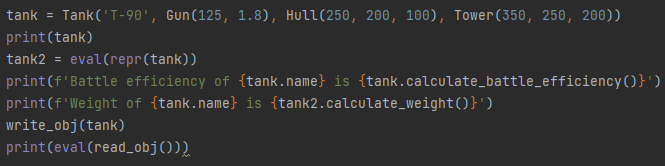 tank = Tank('T-90', Gun(125, 1.8), Hull(250, 200, 100), Tower(350, 250, 200))
print(tank)
tank2 = eval(repr(tank))
print(f'Battle efficiency of {tank.name} is {tank.calculate_battle_efficiency()}')
print(f'Weight of {tank.name} is {tank2.calculate_weight()}')
write_obj(tank)
print(eval(read_obj()))